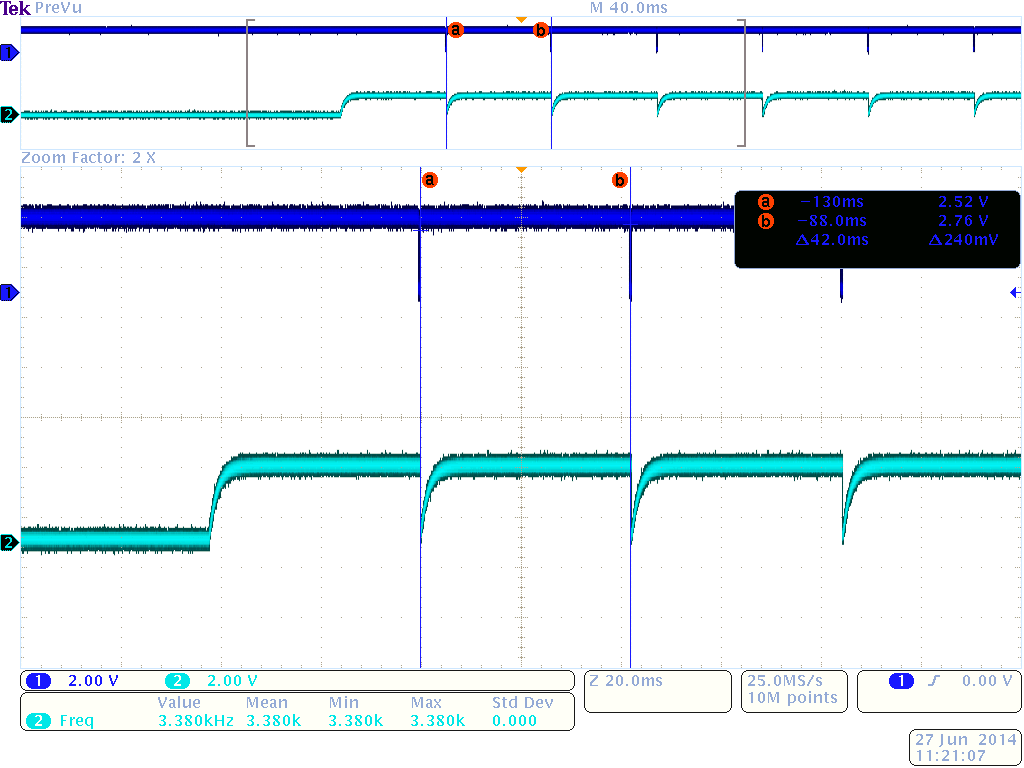 Tek PreVu M 40.0ms
a b
1
2
Zoom Factor: 2 X
a b
a −130ms 2.52 V
b −88.0ms 2.76 V
Δ42.0ms Δ240mV
1
2
1 2.00 V 2 2.00 V Z 20.0ms 25.0MS/s 1 0.00 V
10M points
Value Mean Min Max Std Dev
2 Freq 3.380kHz 3.380k 3.380k 3.380k 0.000
27 Jun 2014
11:21:07